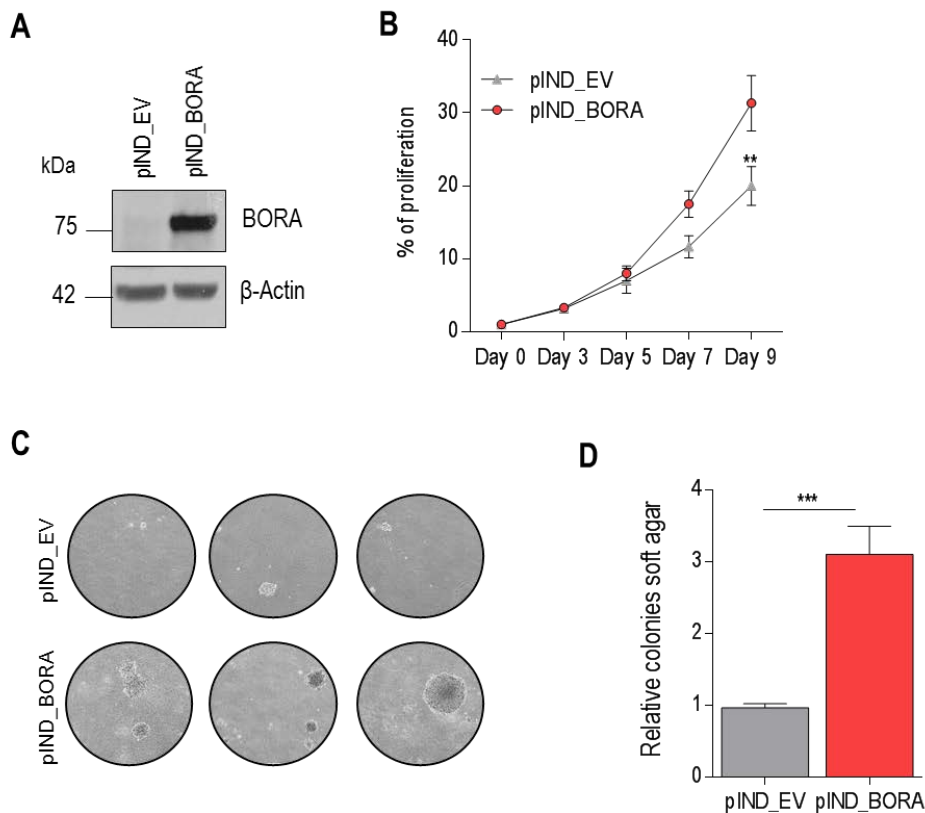 A
pIND_EV
pIND_BORA
kDa
75
BORA
42
β-Actin
B
% of proliferation
40
30
20
10
0
pIND_EV
pIND_BORA
**
Day 0 Day 3 Day 5 Day 7 Day 9
C
pIND_EV
pIND_BORA
D
Relative colonies soft agar
4
3
2
1
0
***
pIND_EV pIND_BORA